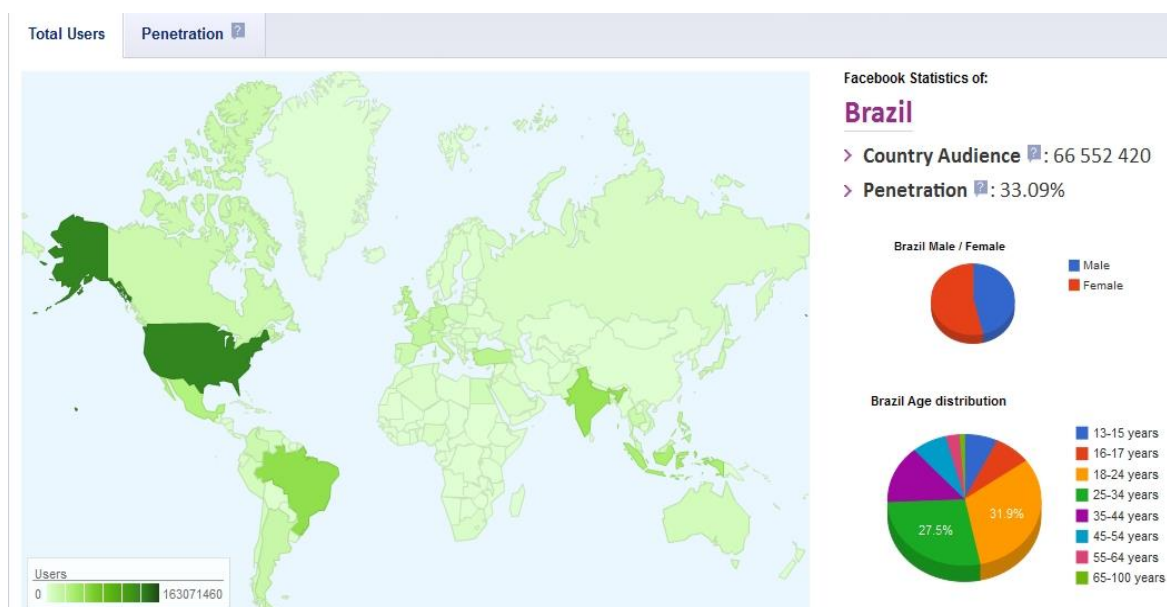 Total Users
Penetration ?
Facebook Statistics of:
Brazil
> Country Audience ?: 66 552 420
> Penetration ?: 33.09%
Brazil Male / Female
Male
Female
Brazil Age distribution
31.9%
27.5%
13-15 years
16-17 years
18-24 years
25-34 years
35-44 years
45-54 years
55-64 years
65-100 years
Users
0 163071460